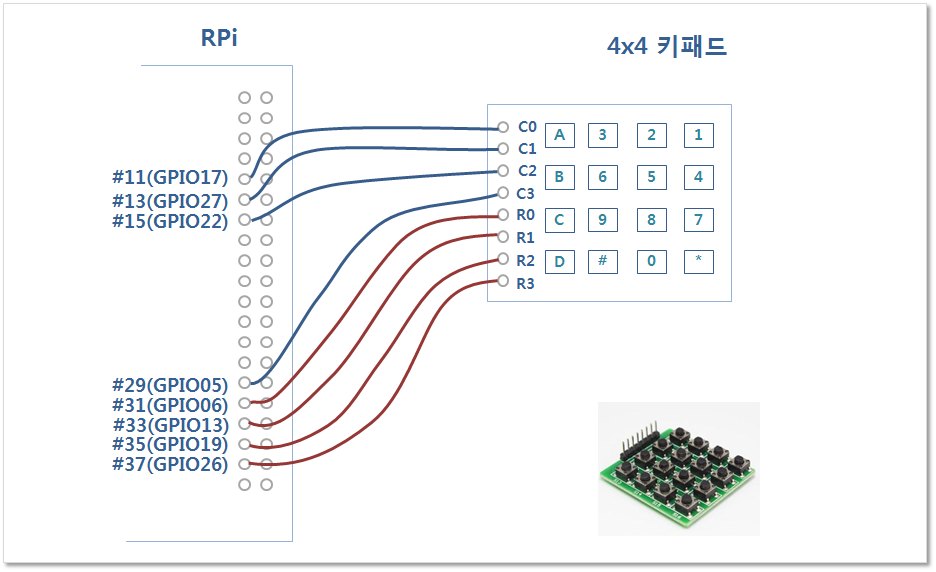 RPi
4x4 키패드
#11(GPIO17)
#13(GPIO27)
#15(GPIO22)
#29(GPIO05)
#31(GPIO06)
#33(GPIO13)
#35(GPIO19)
#37(GPIO26)
C0
C1
C2
C3
R0
R1
R2
R3
A 3 2 1
B 6 5 4
C 9 8 7
D # 0 *